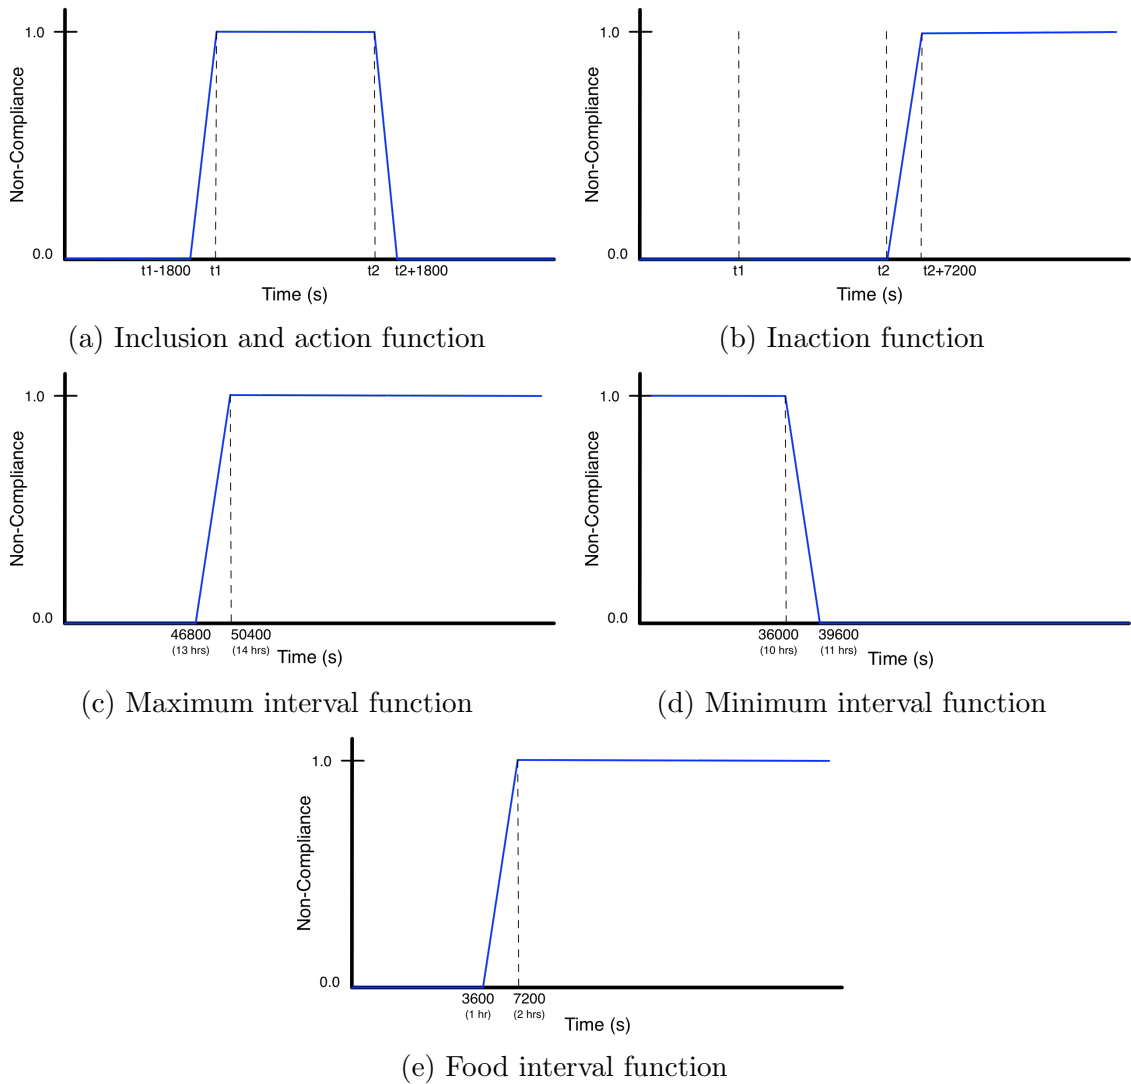 1.0
Non-Compliance
0.0
t1-1800 t1 t2 t2+1800
Time (s)
(a) Inclusion and action function
1.0
Non-Compliance
0.0
t1 t2 t2+7200
Time (s)
(b) Inaction function
1.0
Non-Compliance
0.0
46800 50400
(13 hrs) (14 hrs)
Time (s)
(c) Maximum interval function
1.0
Non-Compliance
0.0
36000 39600
(10 hrs) (11 hrs)
Time (s)
(d) Minimum interval function
1.0
Non-Compliance
0.0
3600 7200
(1 hr) (2 hrs)
Time (s)
(e) Food interval function